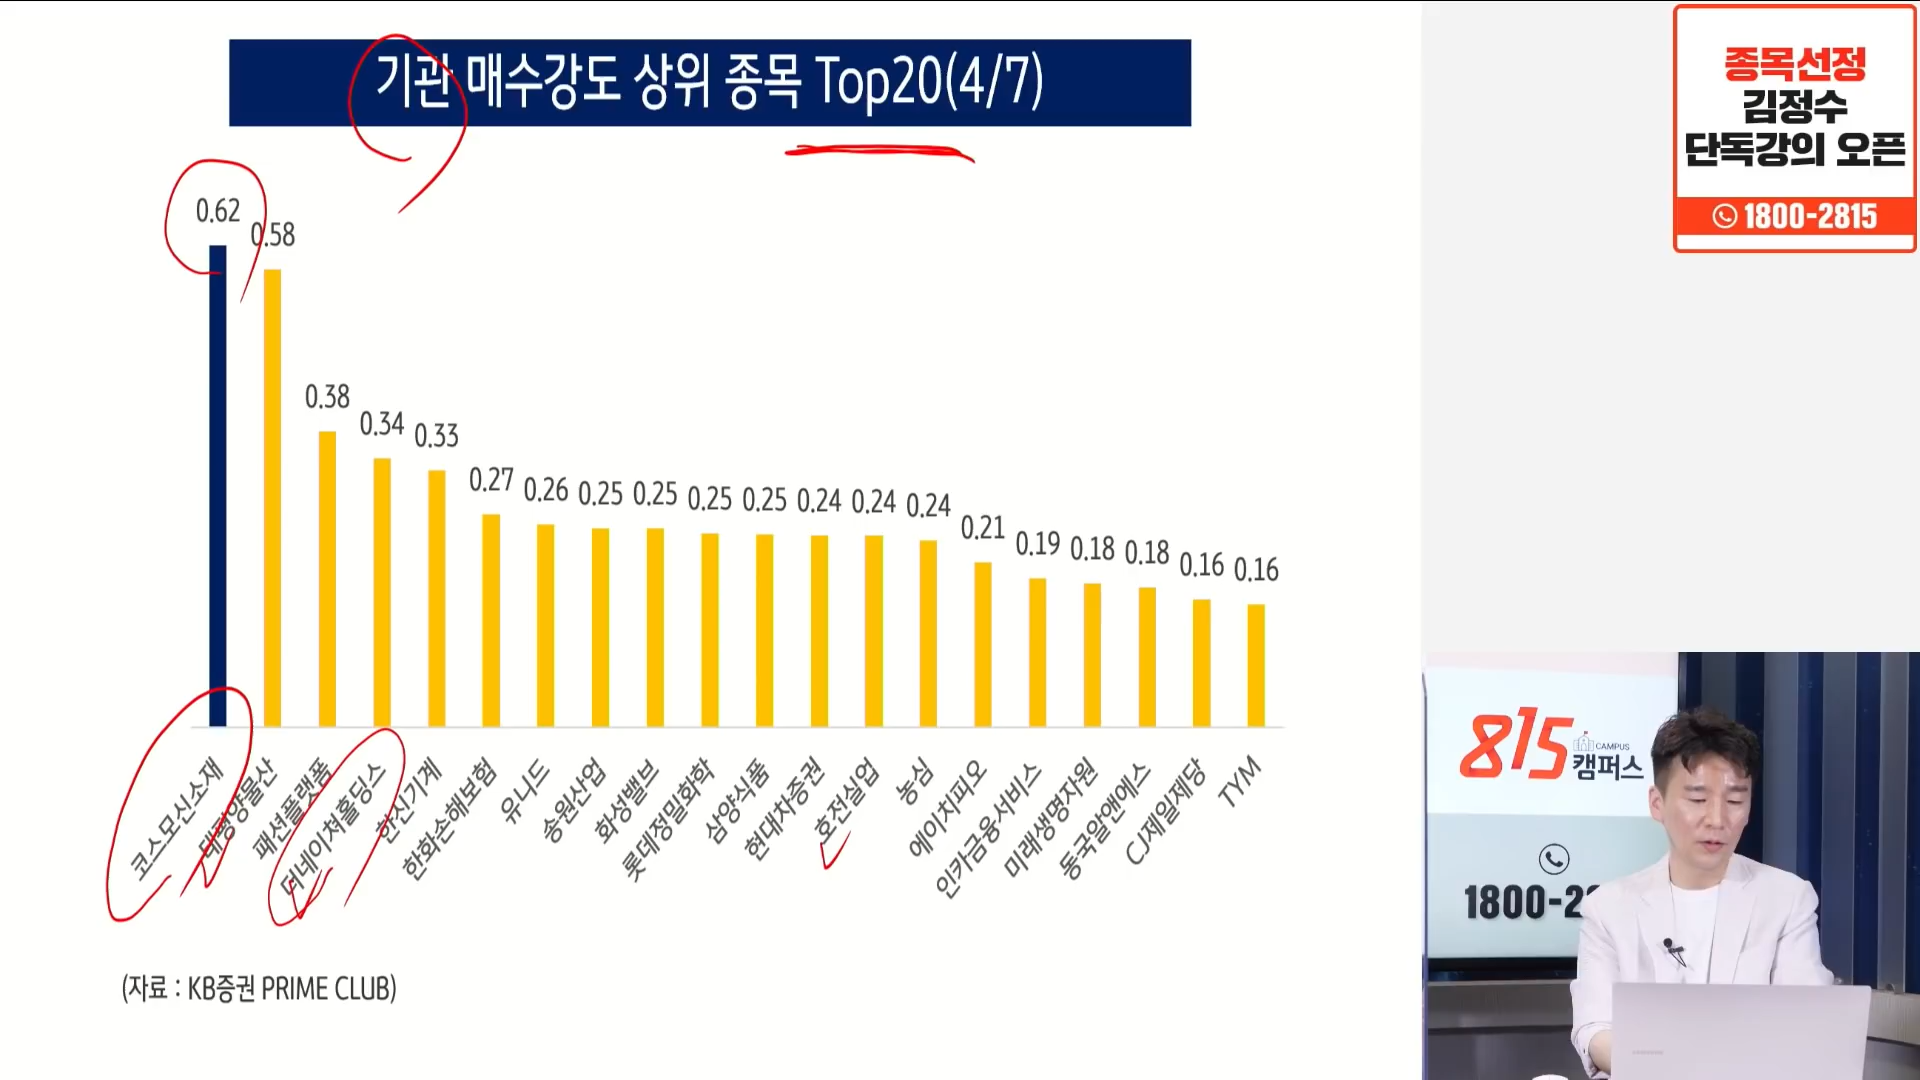 기관 매수강도 상위 종목 Top20(4/7)
0.62
0.58
0.38
0.34
0.33
0.27
0.26
0.25
0.25
0.25
0.25
0.24
0.24
0.24
0.21
0.19
0.18
0.18
0.16
0.16
코스모신소재
태평양물산
패션플랫폼
더네이쳐홀딩스
한신기계
한화손해보험
유니드
송원산업
화성밸브
롯데정밀화학
삼양식품
현대차증권
호전실업
농심
에이치피오
인카금융서비스
미래생명자원
동국알앤에스
CJ제일제당
TYM
(자료 : KB증권 PRIME CLUB)
종목선정
김정수
단독강의 오픈
1800-2815
815
CAMPUS
캠퍼스
1800-2